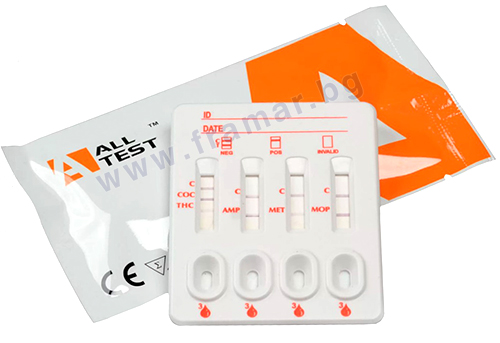 ALL
TEST
™
www.framar.bg
ID
DATE
NEG POS INVALID
C C C C
COC
THC AMP MET MOP
3 3 3 3
CE